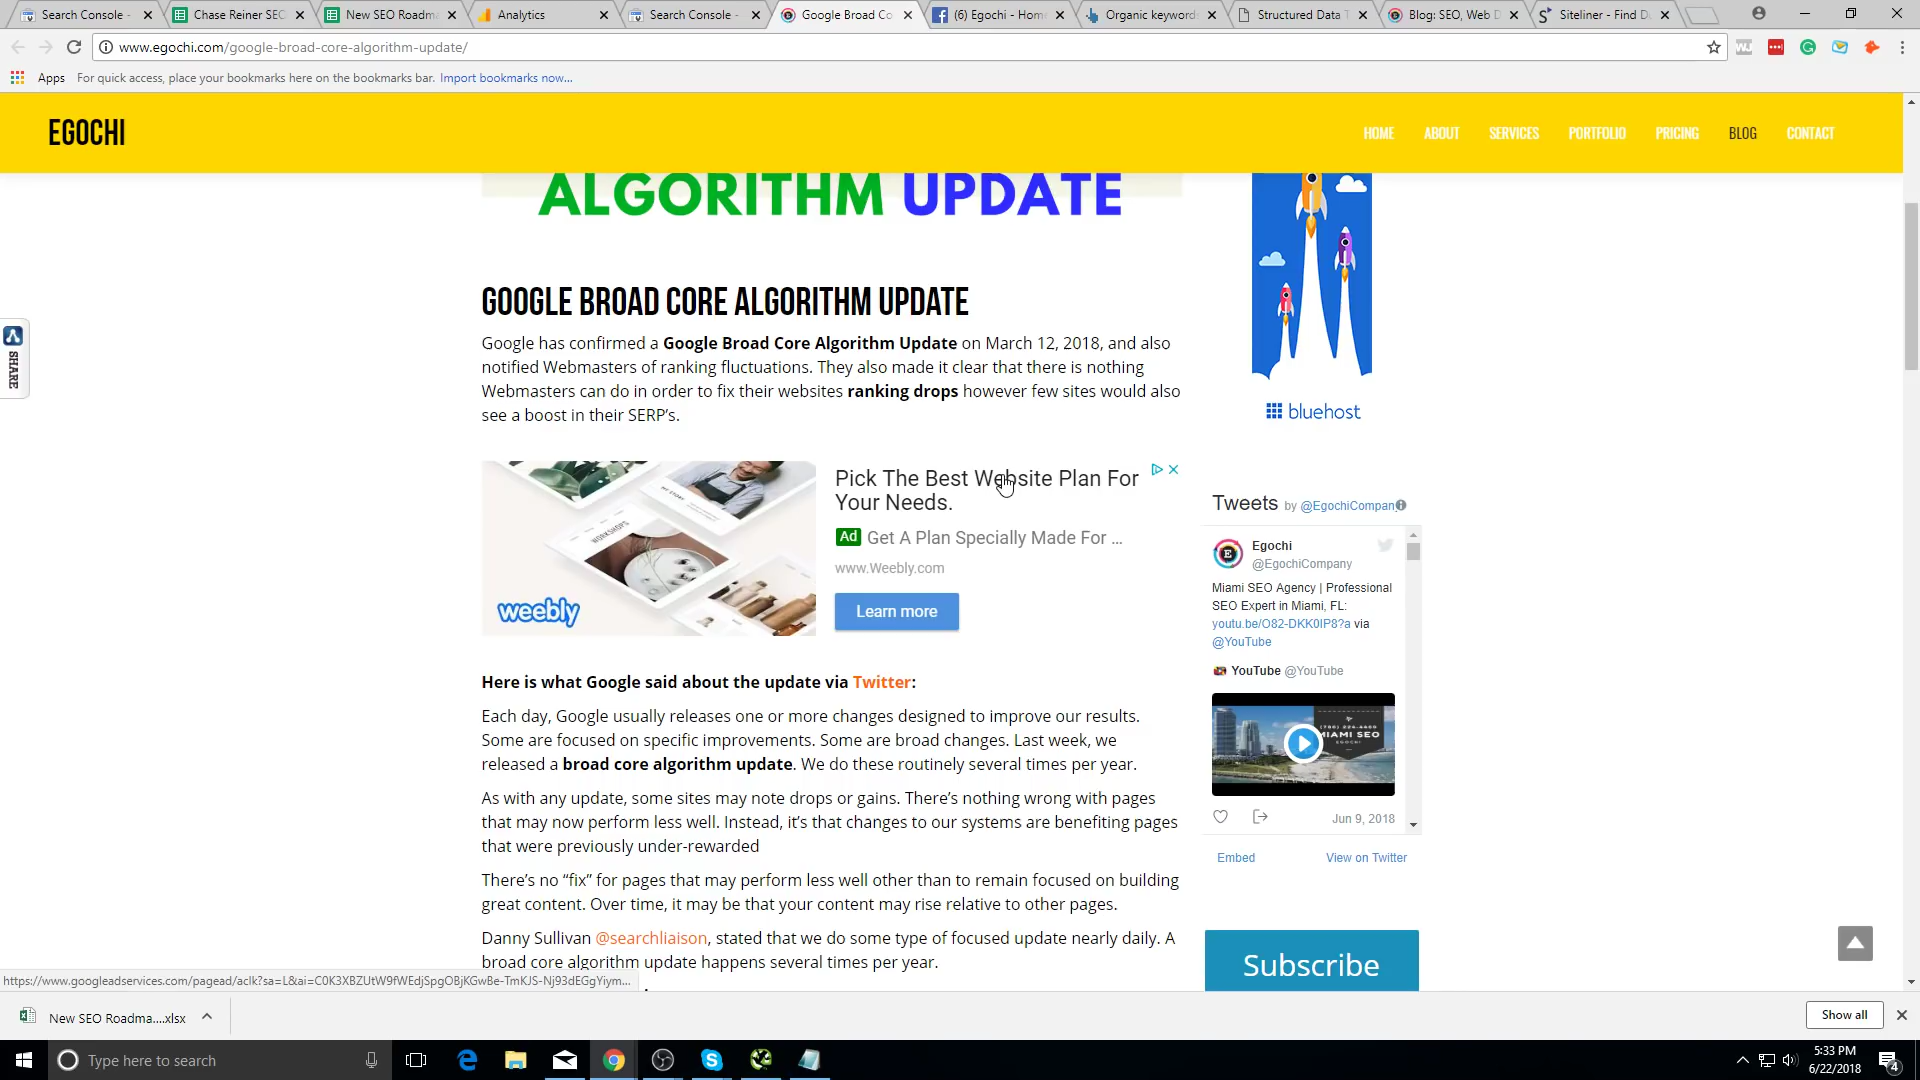 Search Console -
Chase Reiner SEO
New SEO Roadm
Analytics
Search Console -
Google Broad Co
(6) Egochi - Hom
Organic keyword
Structured Data T
Blog: SEO, Web D
Siteliner - Find D
www.egochi.com/google-broad-core-algorithm-update/
Apps
For quick access, place your bookmarks here on the bookmarks bar. Import bookmarks now...
EGOCHI
HOME ABOUT SERVICES PORTFOLIO PRICING BLOG CONTACT
ALGORITHM UPDATE
bluehost
SHARE
GOOGLE BROAD CORE ALGORITHM UPDATE
Google has confirmed a Google Broad Core Algorithm Update on March 12, 2018, and also
notified Webmasters of ranking fluctuations. They also made it clear that there is nothing
Webmasters can do in order to fix their websites ranking drops however few sites would also
see a boost in their SERP’s.
WORKSHOPS
weebly
Pick The Best Website Plan For
Your Needs.
Ad Get A Plan Specially Made For ...
www.Weebly.com
Learn more
Here is what Google said about the update via Twitter:
Each day, Google usually releases one or more changes designed to improve our results.
Some are focused on specific improvements. Some are broad changes. Last week, we
released a broad core algorithm update. We do these routinely several times per year.
As with any update, some sites may note drops or gains. There’s nothing wrong with pages
that may now perform less well. Instead, it’s that changes to our systems are benefiting pages
that were previously under-rewarded
There’s no “fix” for pages that may perform less well other than to remain focused on building
great content. Over time, it may be that your content may rise relative to other pages.
Danny Sullivan @searchliaison, stated that we do some type of focused update nearly daily. A
broad core algorithm update happens several times per year.
Tweets by @EgochiCompan
Egochi
@EgochiCompany
Miami SEO Agency | Professional
SEO Expert in Miami, FL:
youtu.be/O82-DKK0IP8?a via
@YouTube
YouTube @YouTube
MIAMI SEO
EGOCHI
Jun 9, 2018
Embed
View on Twitter
Subscribe
https://www.googleadservices.com/pagead/aclk?sa=L&ai=C0K3XBZUtW9fWEdjSpgOBjKGwBe-TmKJS-Nj93dEGgYiym...
New SEO Roadma....xlsx
Show all
Type here to search
5:33 PM
6/22/2018
4